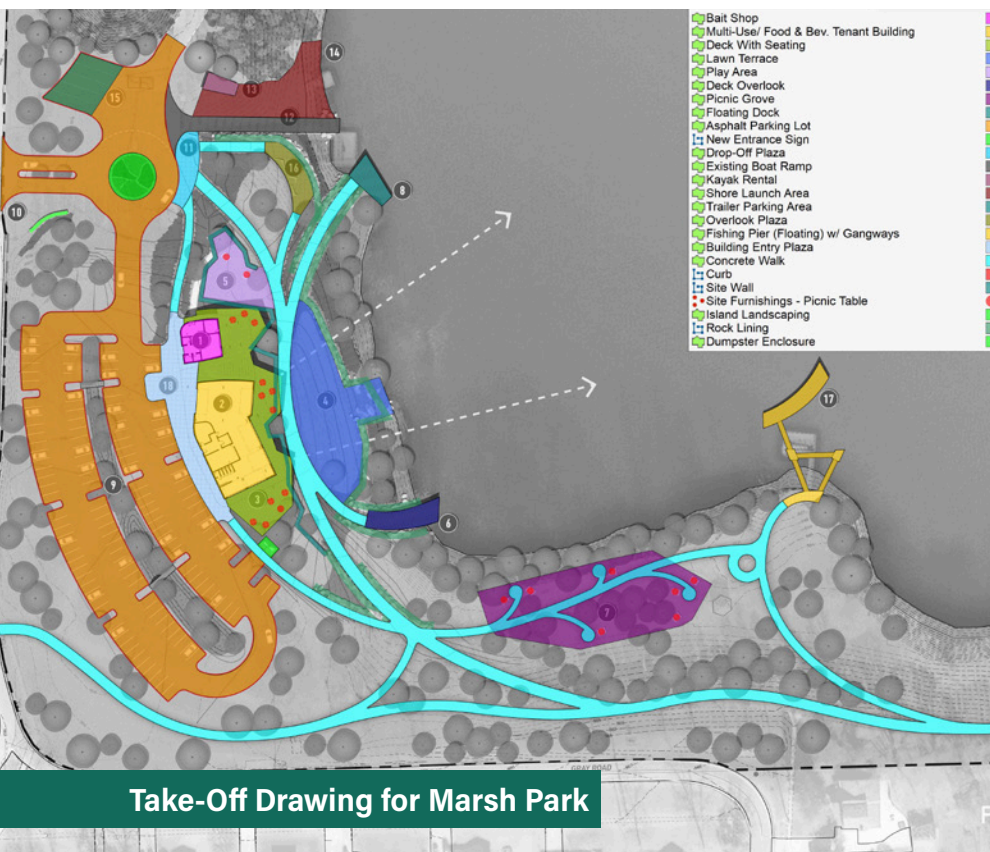 Bait Shop
Multi-Use/ Food & Bev. Tenant Building
Deck With Seating
Lawn Terrace
Play Area
Deck Overlook
Picnic Grove
Floating Dock
Asphalt Parking Lot
New Entrance Sign
Drop-Off Plaza
Existing Boat Ramp
Kayak Rental
Shore Launch Area
Trailer Parking Area
Overlook Plaza
Fishing Pier (Floating) w/ Gangways
Building Entry Plaza
Concrete Walk
Curb
Site Wall
Site Furnishings - Picnic Table
Island Landscaping
Rock Lining
Dumpster Enclosure
14
13
15
12
11
16
8
10
5
1
18
2
4
17
9
3
6
7
GRAY ROAD
Take-Off Drawing for Marsh Park